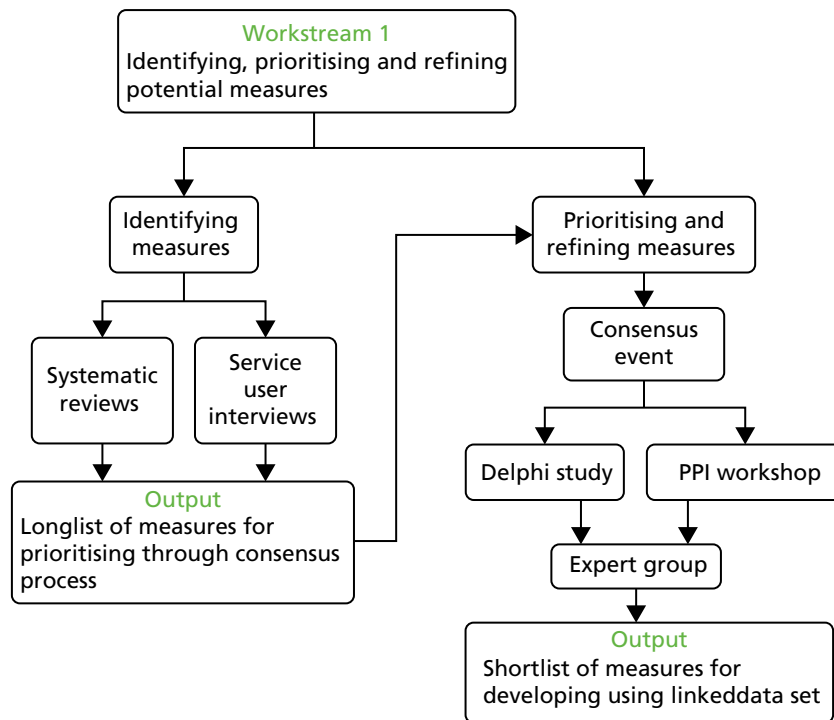 Workstream 1
Identifying, prioritising and refining
potential measures
Identifying
measures
Prioritising and
refining measures
Systematic
reviews
Service
user
interviews
Consensus
event
Delphi study
PPI workshop
Output
Longlist of measures for
prioritising through consensus
process
Expert group
Output
Shortlist of measures for
developing using linkeddata set